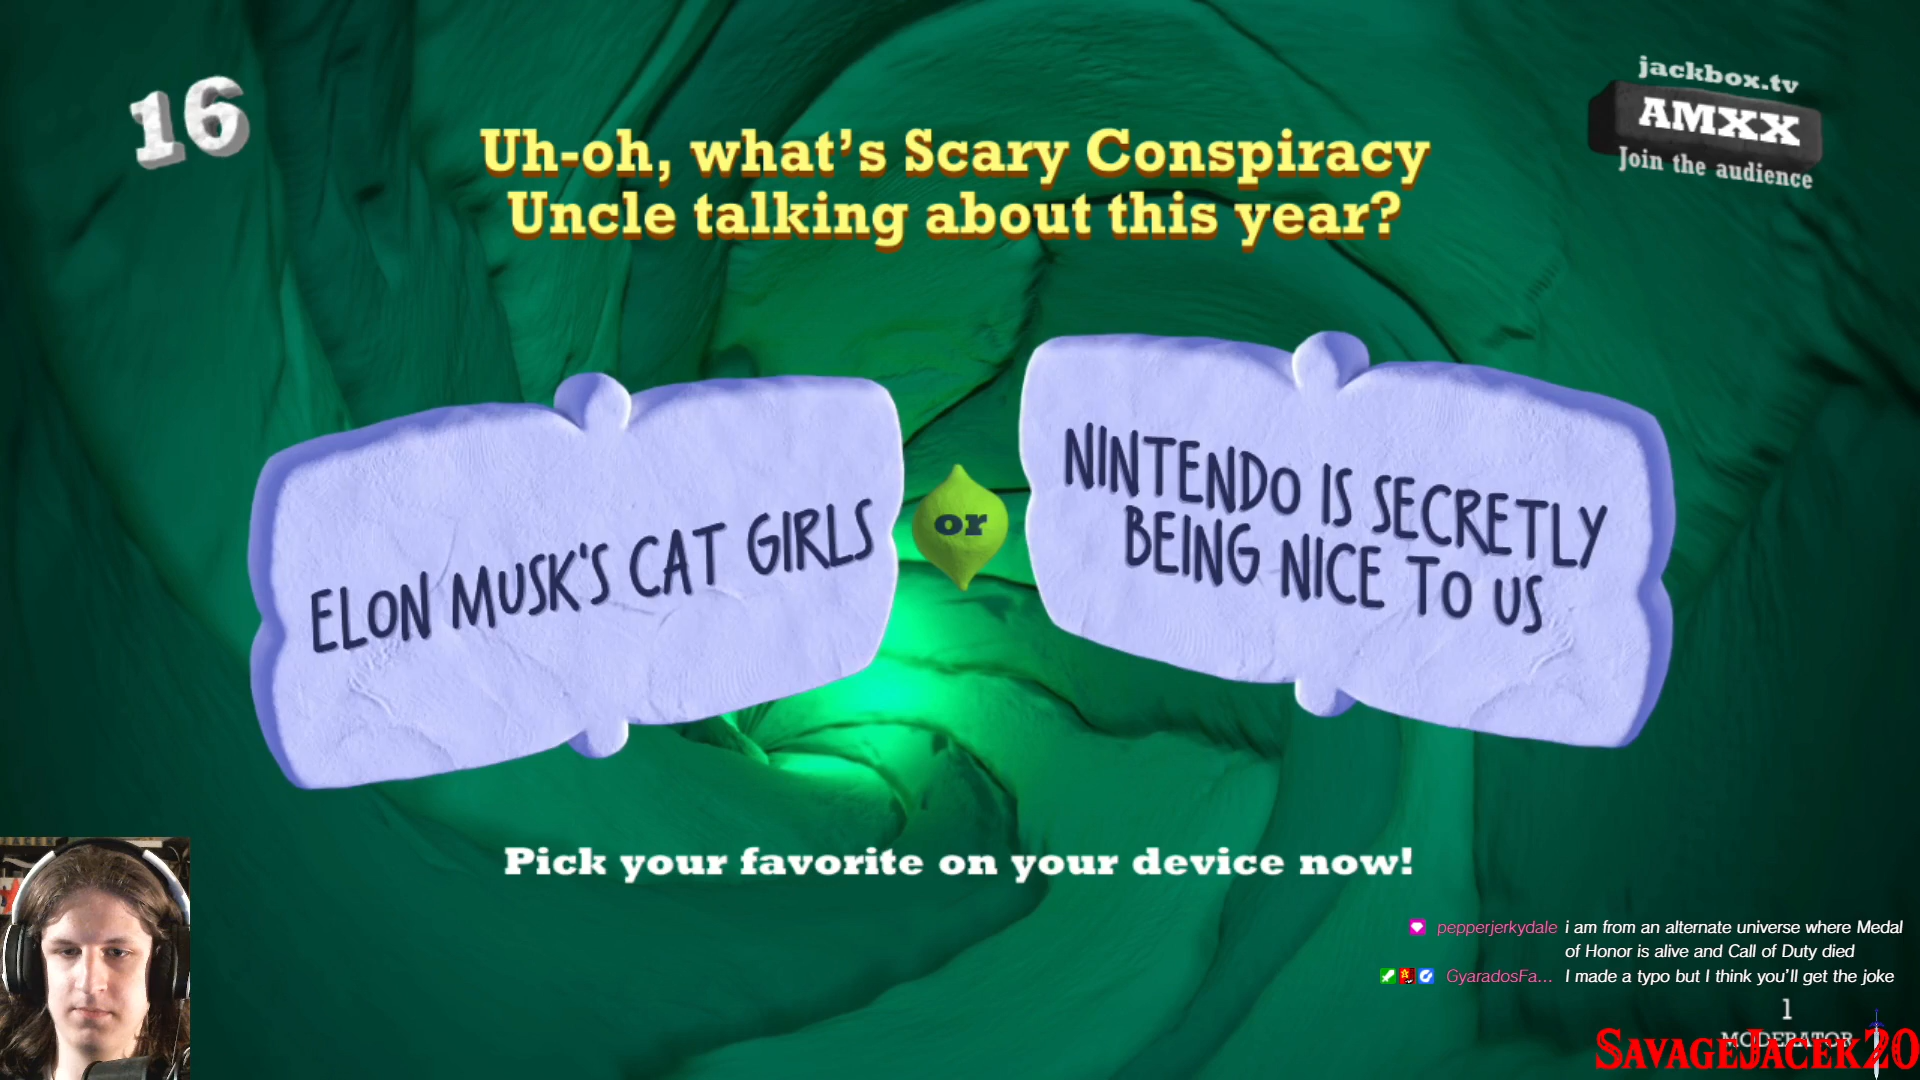 16
jackbox.tv
AMXX
Join the audience
Uh-oh, what's Scary Conspiracy
Uncle talking about this year?
ELON MUSK'S CAT GIRLS
or
NINTENDO IS SECRETLY
BEING NICE TO US
Pick your favorite on your device now!
pepperjerkydale i am from an alternate universe where Medal
of Honor is alive and Call of Duty died
GyaradosFa... I made a typo but I think you'll get the joke
1
MODERATOR
SAVAGEJACEK20